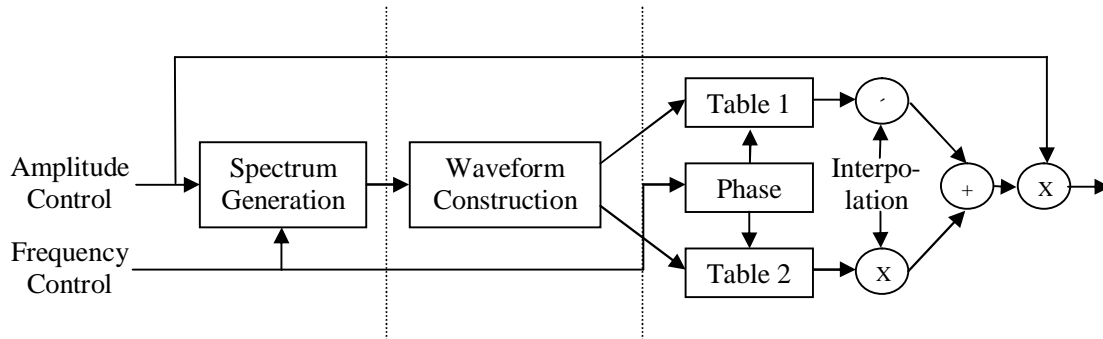 Amplitude
Control
Frequency
Control
Spectrum
Generation
Waveform
Construction
Table 1
Phase
Table 2
Interpo-
lation
X
+
X